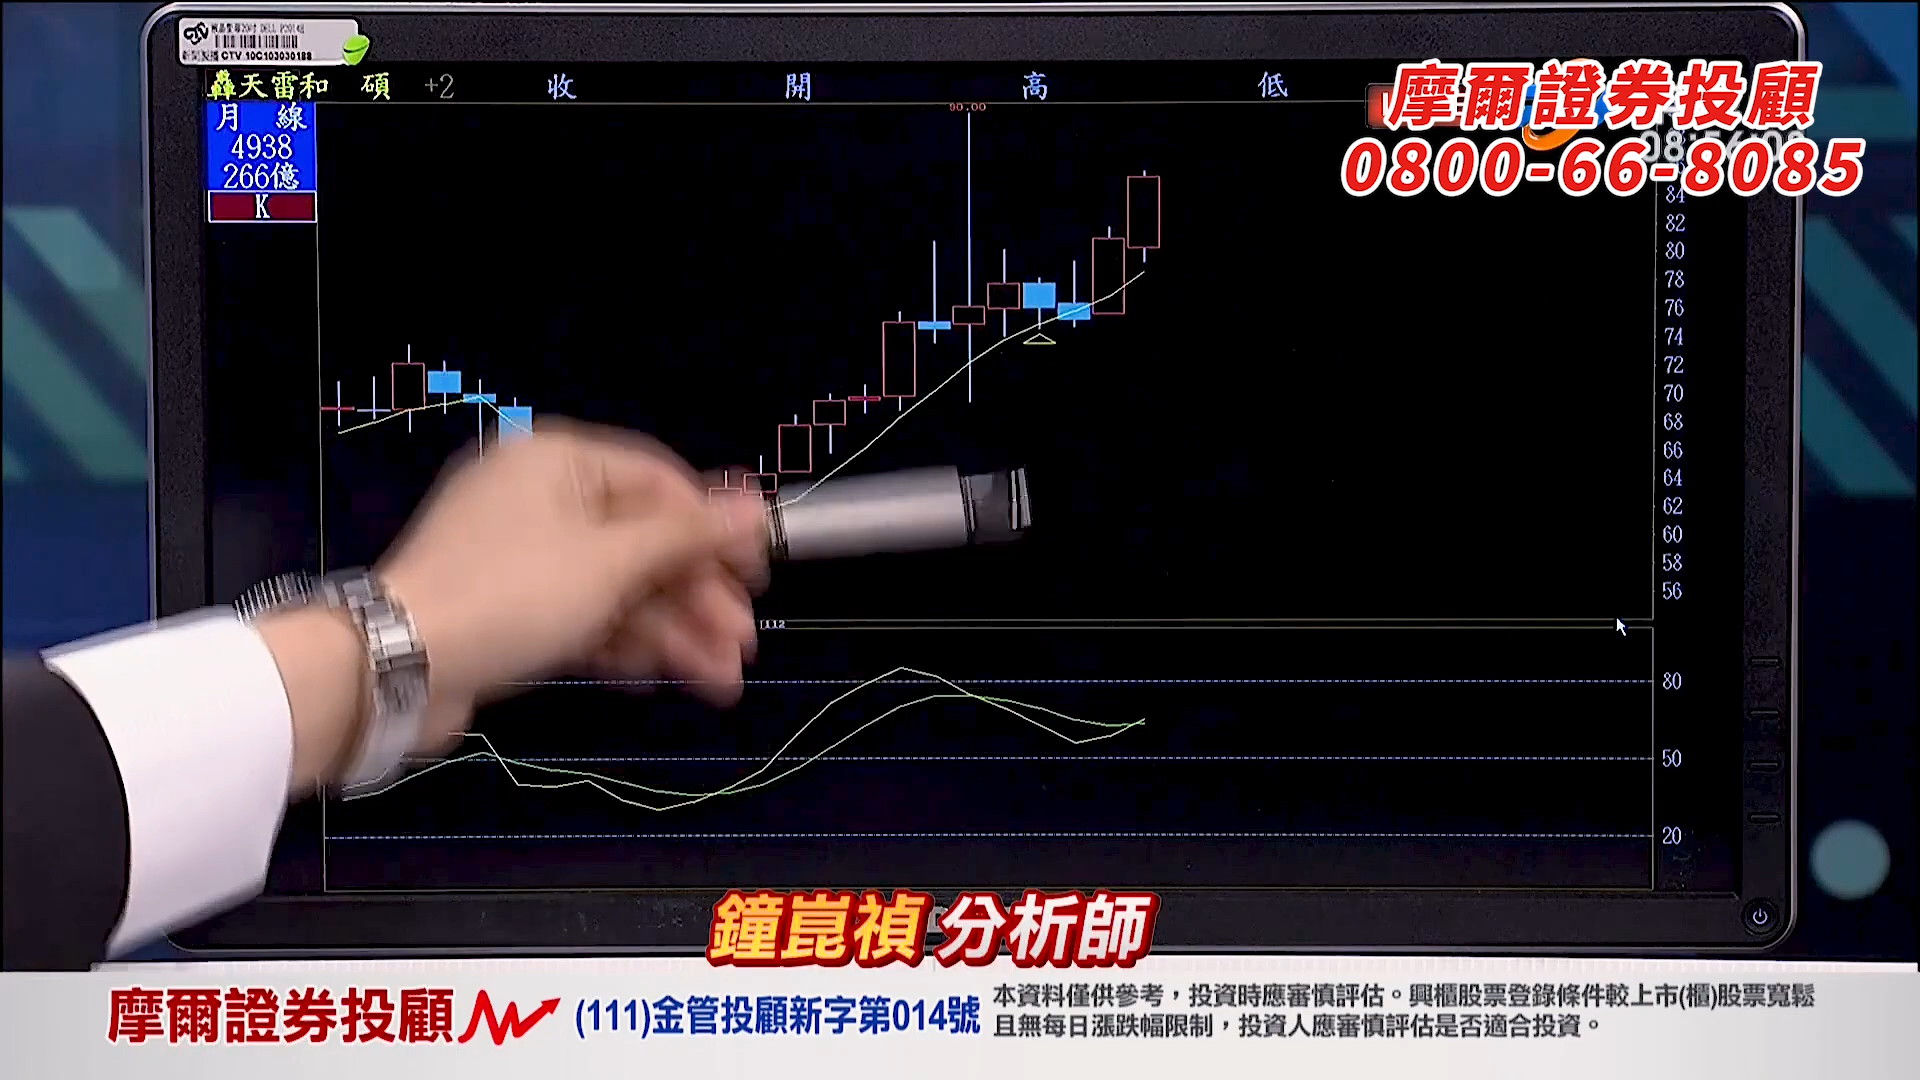 CTV 10C103030188
轟天雷和碩 +2 收 開 高 低
月線
4938
266億
K
90.00
摩爾證券投顧
0800-66-8085
84
82
80
78
76
74
72
70
68
66
64
62
60
58
56
80
50
20
鐘崑禎 分析師
摩爾證券投顧
(111)金管投顧新字第014號
本資料僅供參考，投資時應審慎評估。興櫃股票登錄條件較上市(櫃)股票寬鬆
且無每日漲跌幅限制，投資人應審慎評估是否適合投資。